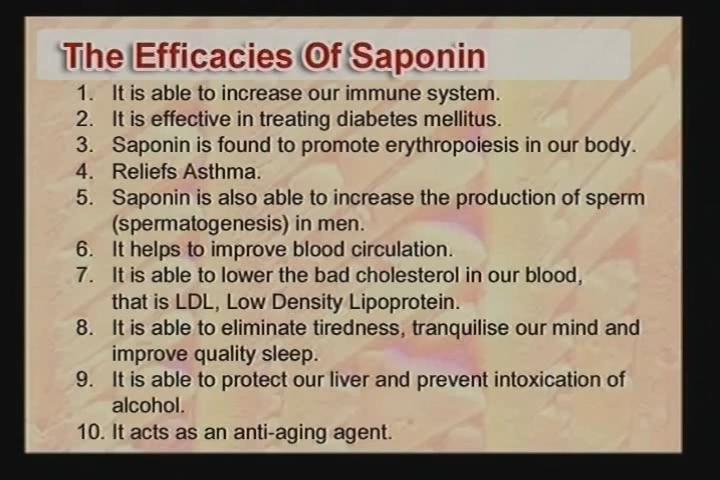 The Efficacies Of Saponin
1. It is able to increase our immune system.
2. It is effective in treating diabetes mellitus.
3. Saponin is found to promote erythropoiesis in our body.
4. Reliefs Asthma.
5. Saponin is also able to increase the production of sperm
(spermatogenesis) in men.
6. It helps to improve blood circulation.
7. It is able to lower the bad cholesterol in our blood,
that is LDL, Low Density Lipoprotein.
8. It is able to eliminate tiredness, tranquilise our mind and
improve quality sleep.
9. It is able to protect our liver and prevent intoxication of
alcohol.
10. It acts as an anti-aging agent.